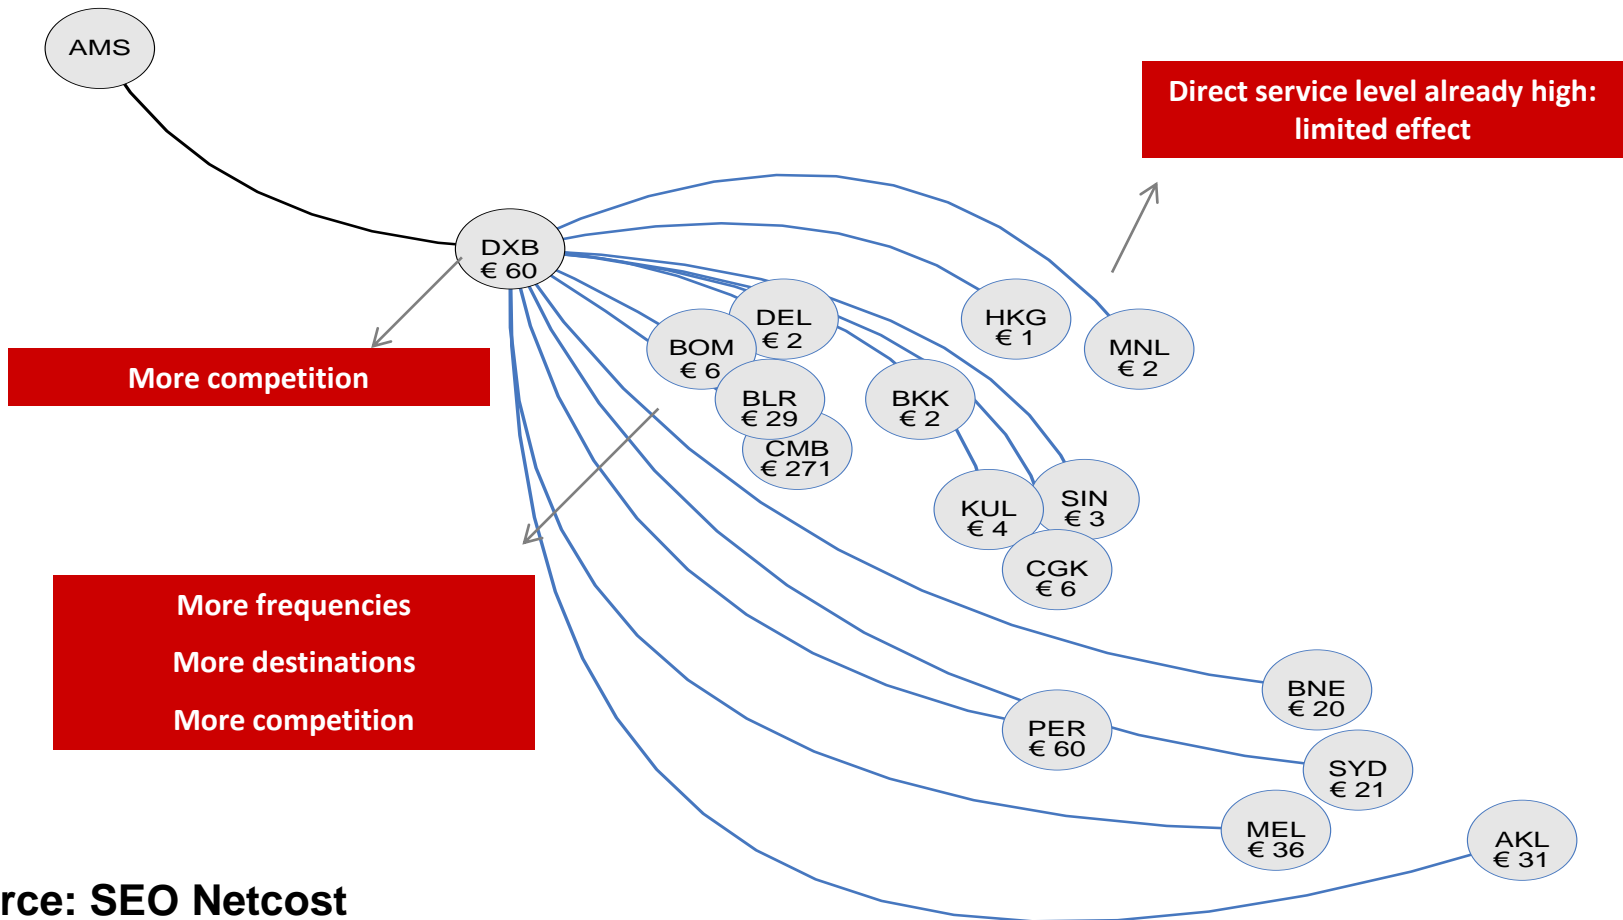 AMS
Direct service level already high:
limited effect
DXB
€ 60
DEL
€ 2
HKG
€ 1
BOM
€ 6
MNL
€ 2
More competition
BLR
€ 29
BKK
€ 2
CMB
€ 271
KUL
€ 4
SIN
€ 3
CGK
€ 6
More frequencies
More destinations
More competition
BNE
€ 20
PER
€ 60
SYD
€ 21
MEL
€ 36
AKL
€ 31
rce: SEO Netcost